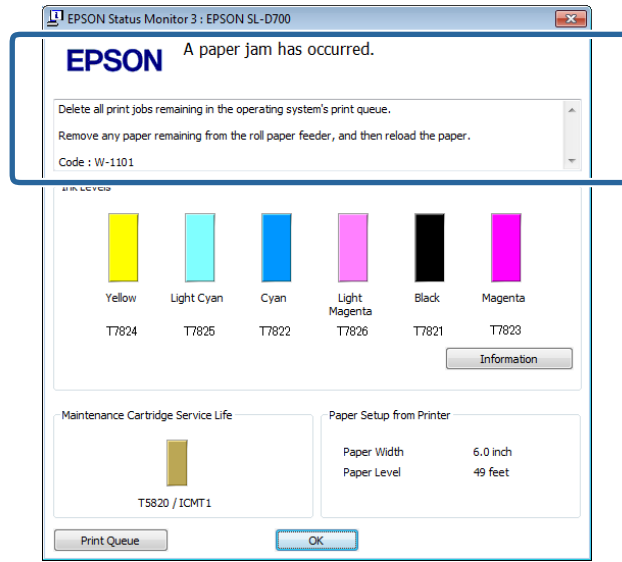 EPSON Status Monitor 3 : EPSON SL-D700
EPSON
A paper jam has occurred.
Delete all print jobs remaining in the operating system's print queue.
Remove any paper remaining from the roll paper feeder, and then reload the paper.
Code : W-1101
Ink Levels
Yellow
Light Cyan
Cyan
Light
Magenta
Black
Magenta
T7824
T7825
T7822
T7826
T7821
T7823
Information
Maintenance Cartridge Service Life
T5820 / ICMT1
Paper Setup from Printer
Paper Width
6.0 inch
Paper Level
49 feet
Print Queue
OK